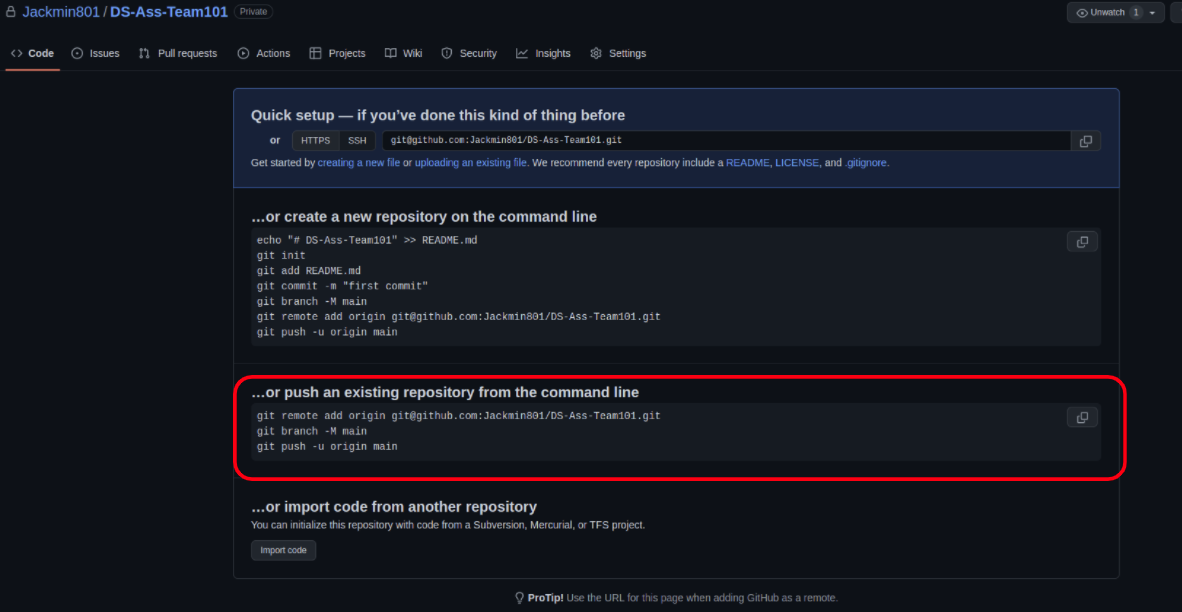 Jackmin801 / DS-Ass-Team101 Private
Unwatch 1
Code Issues Pull requests Actions Projects Wiki Security Insights Settings
Quick setup — if you’ve done this kind of thing before
or HTTPS SSH git@github.com:Jackmin801/DS-Ass-Team101.git
Get started by creating a new file or uploading an existing file. We recommend every repository include a README, LICENSE, and .gitignore.
…or create a new repository on the command line
echo "# DS-Ass-Team101" >> README.md
git init
git add README.md
git commit -m "first commit"
git branch -M main
git remote add origin git@github.com:Jackmin801/DS-Ass-Team101.git
git push -u origin main
…or push an existing repository from the command line
git remote add origin git@github.com:Jackmin801/DS-Ass-Team101.git
git branch -M main
git push -u origin main
…or import code from another repository
You can initialize this repository with code from a Subversion, Mercurial, or TFS project.
Import code
ProTip! Use the URL for this page when adding GitHub as a remote.